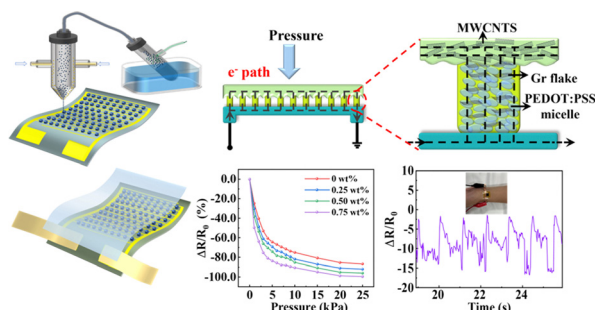 Pressure
e- path
MWCNTS
Gr flake
PEDOT:PSS
micelle
ΔR/R0 (%)
0.0
-20.0
-40.0
-60.0
-80.0
-100.0
0 wt%
0.25 wt%
0.50 wt%
0.75 wt%
0 5 10 15 20 25
Pressure (kPa)
ΔR/R0
15
10
5
0
-5
-10
-15
-20
20 22 24
Time (s)